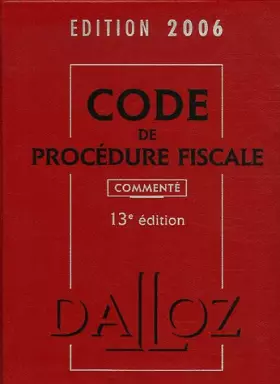 EDITION 2006
CODE
DE
PROCÉDURE FISCALE
COMMENTÉ
13e édition
DALLOZ